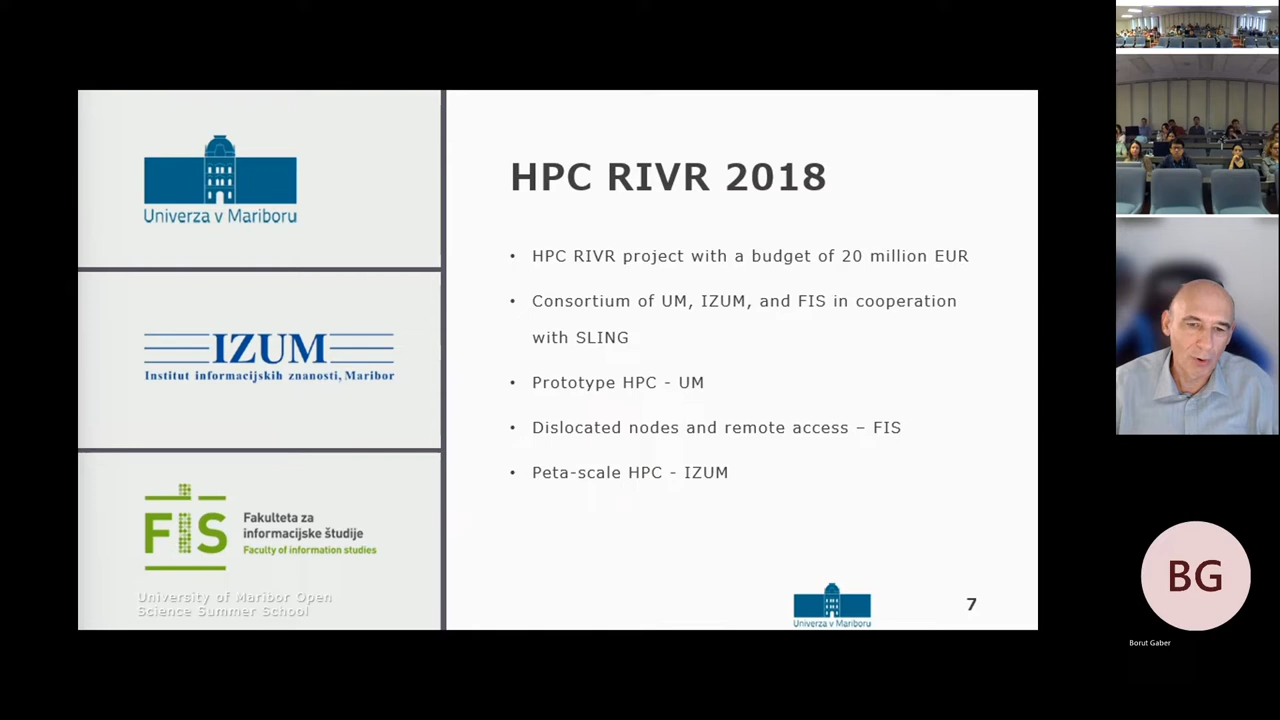 Univerza v Mariboru
IZUM
Institut informacijskih znanosti, Maribor
FIS
Fakulteta za
informacijske študije
Faculty of information studies
University of Maribor Open
Science Summer School
HPC RIVR 2018
• HPC RIVR project with a budget of 20 million EUR
• Consortium of UM, IZUM, and FIS in cooperation
with SLING
• Prototype HPC - UM
• Dislocated nodes and remote access – FIS
• Peta-scale HPC - IZUM
Univerza v Mariboru
7
BG
Borut Gaber